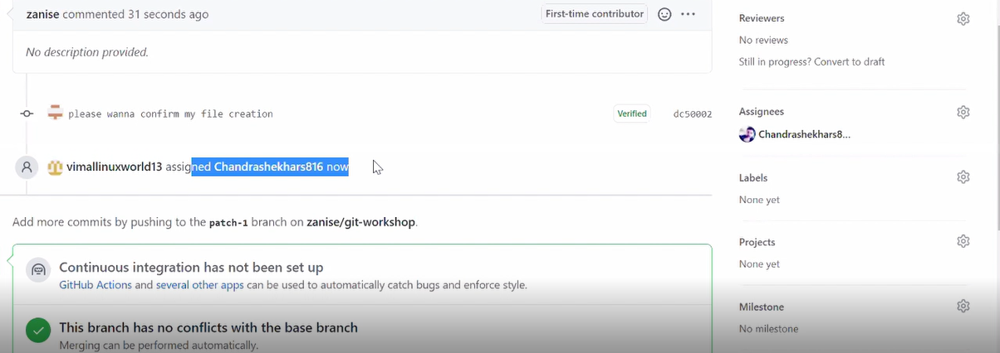 zanise commented 31 seconds ago
First-time contributor
No description provided.
please wanna confirm my file creation
Verified
dc50002
vimallinuxworld13 assigned Chandrashekhars816 now
Add more commits by pushing to the patch-1 branch on zanise/git-workshop.
Continuous integration has not been set up
GitHub Actions and several other apps can be used to automatically catch bugs and enforce style.
This branch has no conflicts with the base branch
Merging can be performed automatically.
Reviewers
No reviews
Still in progress? Convert to draft
Assignees
Chandrashekhars8...
Labels
None yet
Projects
None yet
Milestone
No milestone